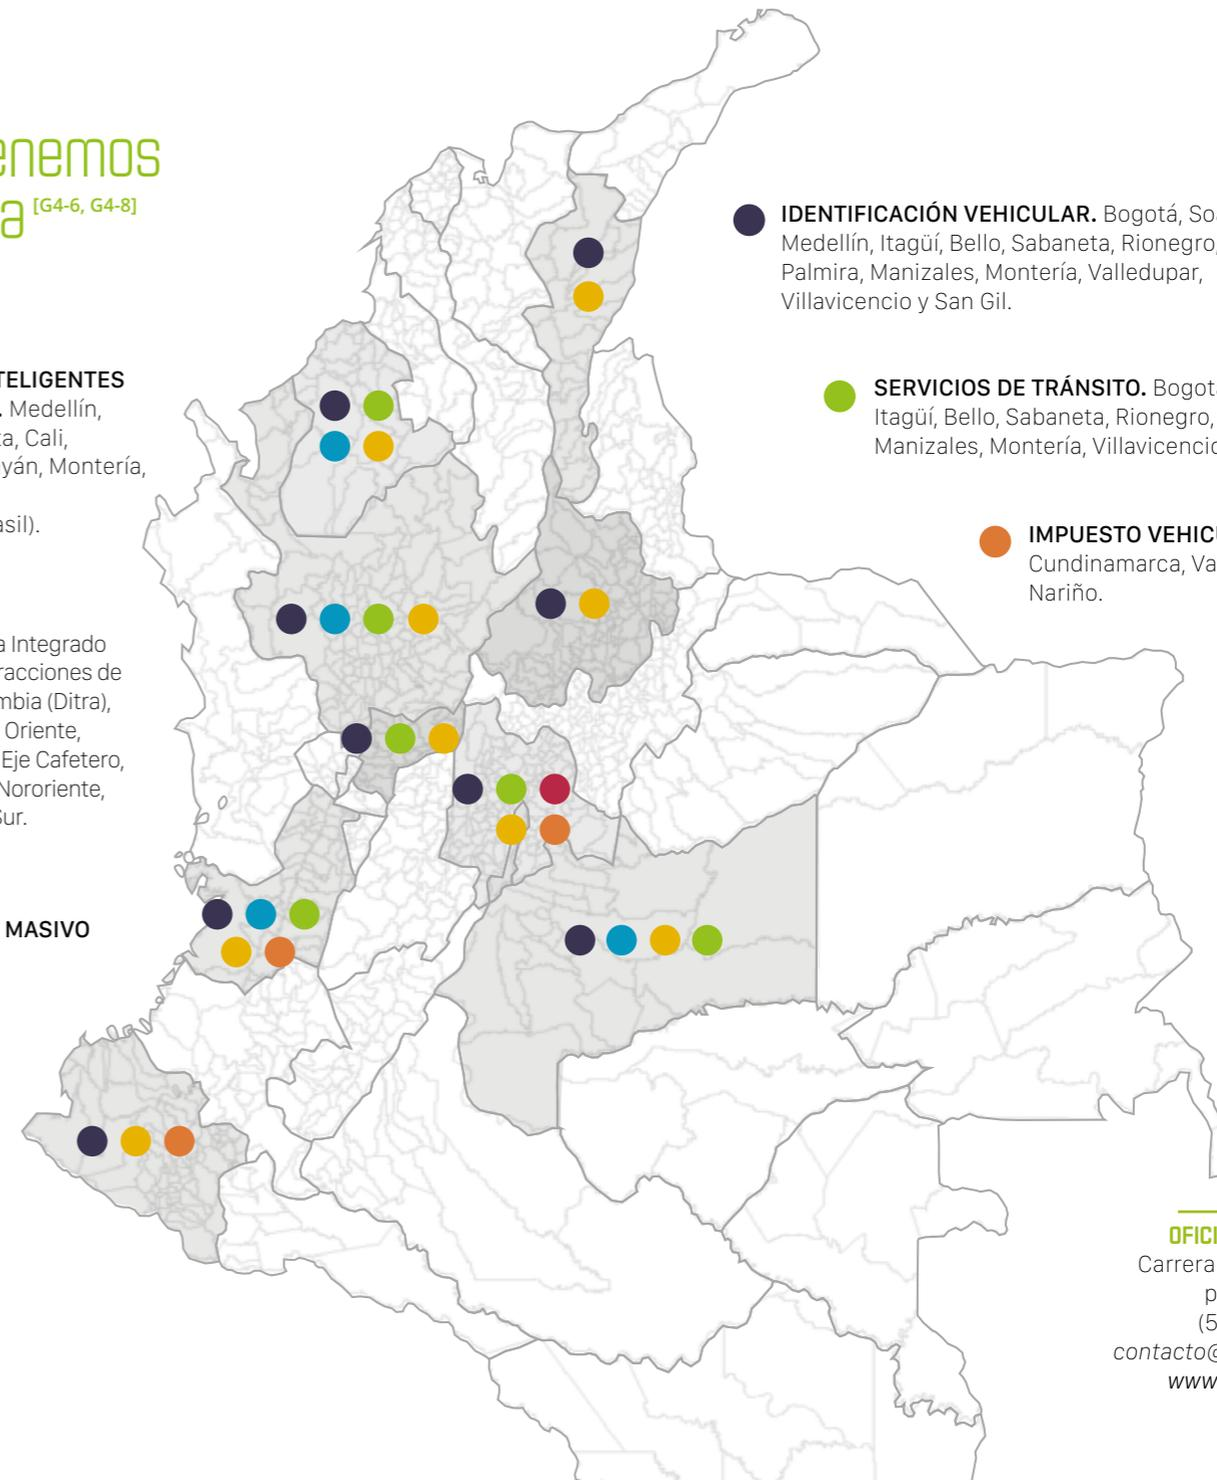 enemos
a [G4-6, G4-8]
TELIGENTES
. Medellín,
ta, Cali,
yán, Montería,
asil).
a Integrado
racciones de
mbia (Ditra),
Oriente,
Eje Cafetero,
Nororiente,
Sur.
MASIVO
IDENTIFICACIÓN VEHICULAR. Bogotá, So
Medellín, Itagüí, Bello, Sabaneta, Rionegro,
Palmira, Manizales, Montería, Valledupar,
Villavicencio y San Gil.
SERVICIOS DE TRÁNSITO. Bogotá
Itagüí, Bello, Sabaneta, Rionegro,
Manizales, Montería, Villavicencio
IMPUESTO VEHICU
Cundinamarca, Va
Nariño.
OFICI
Carrera
p
(5
contacto@
www